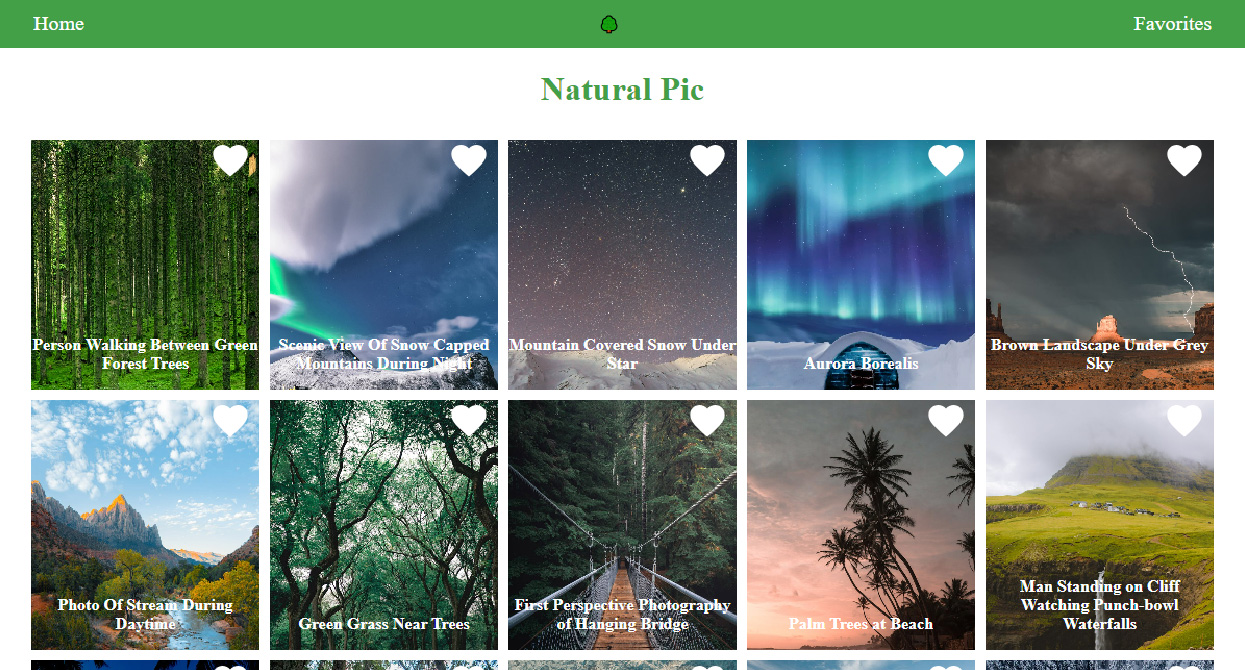 Home
Favorites
Natural Pic
Person Walking Between Green
Forest Trees
Scenic View Of Snow Capped
Mountains During Night
Mountain Covered Snow Under
Star
Aurora Borealis
Brown Landscape Under Grey
Sky
Photo Of Stream During
Daytime
Green Grass Near Trees
First Perspective Photography
of Hanging Bridge
Palm Trees at Beach
Man Standing on Cliff
Watching Punch-bowl
Waterfalls